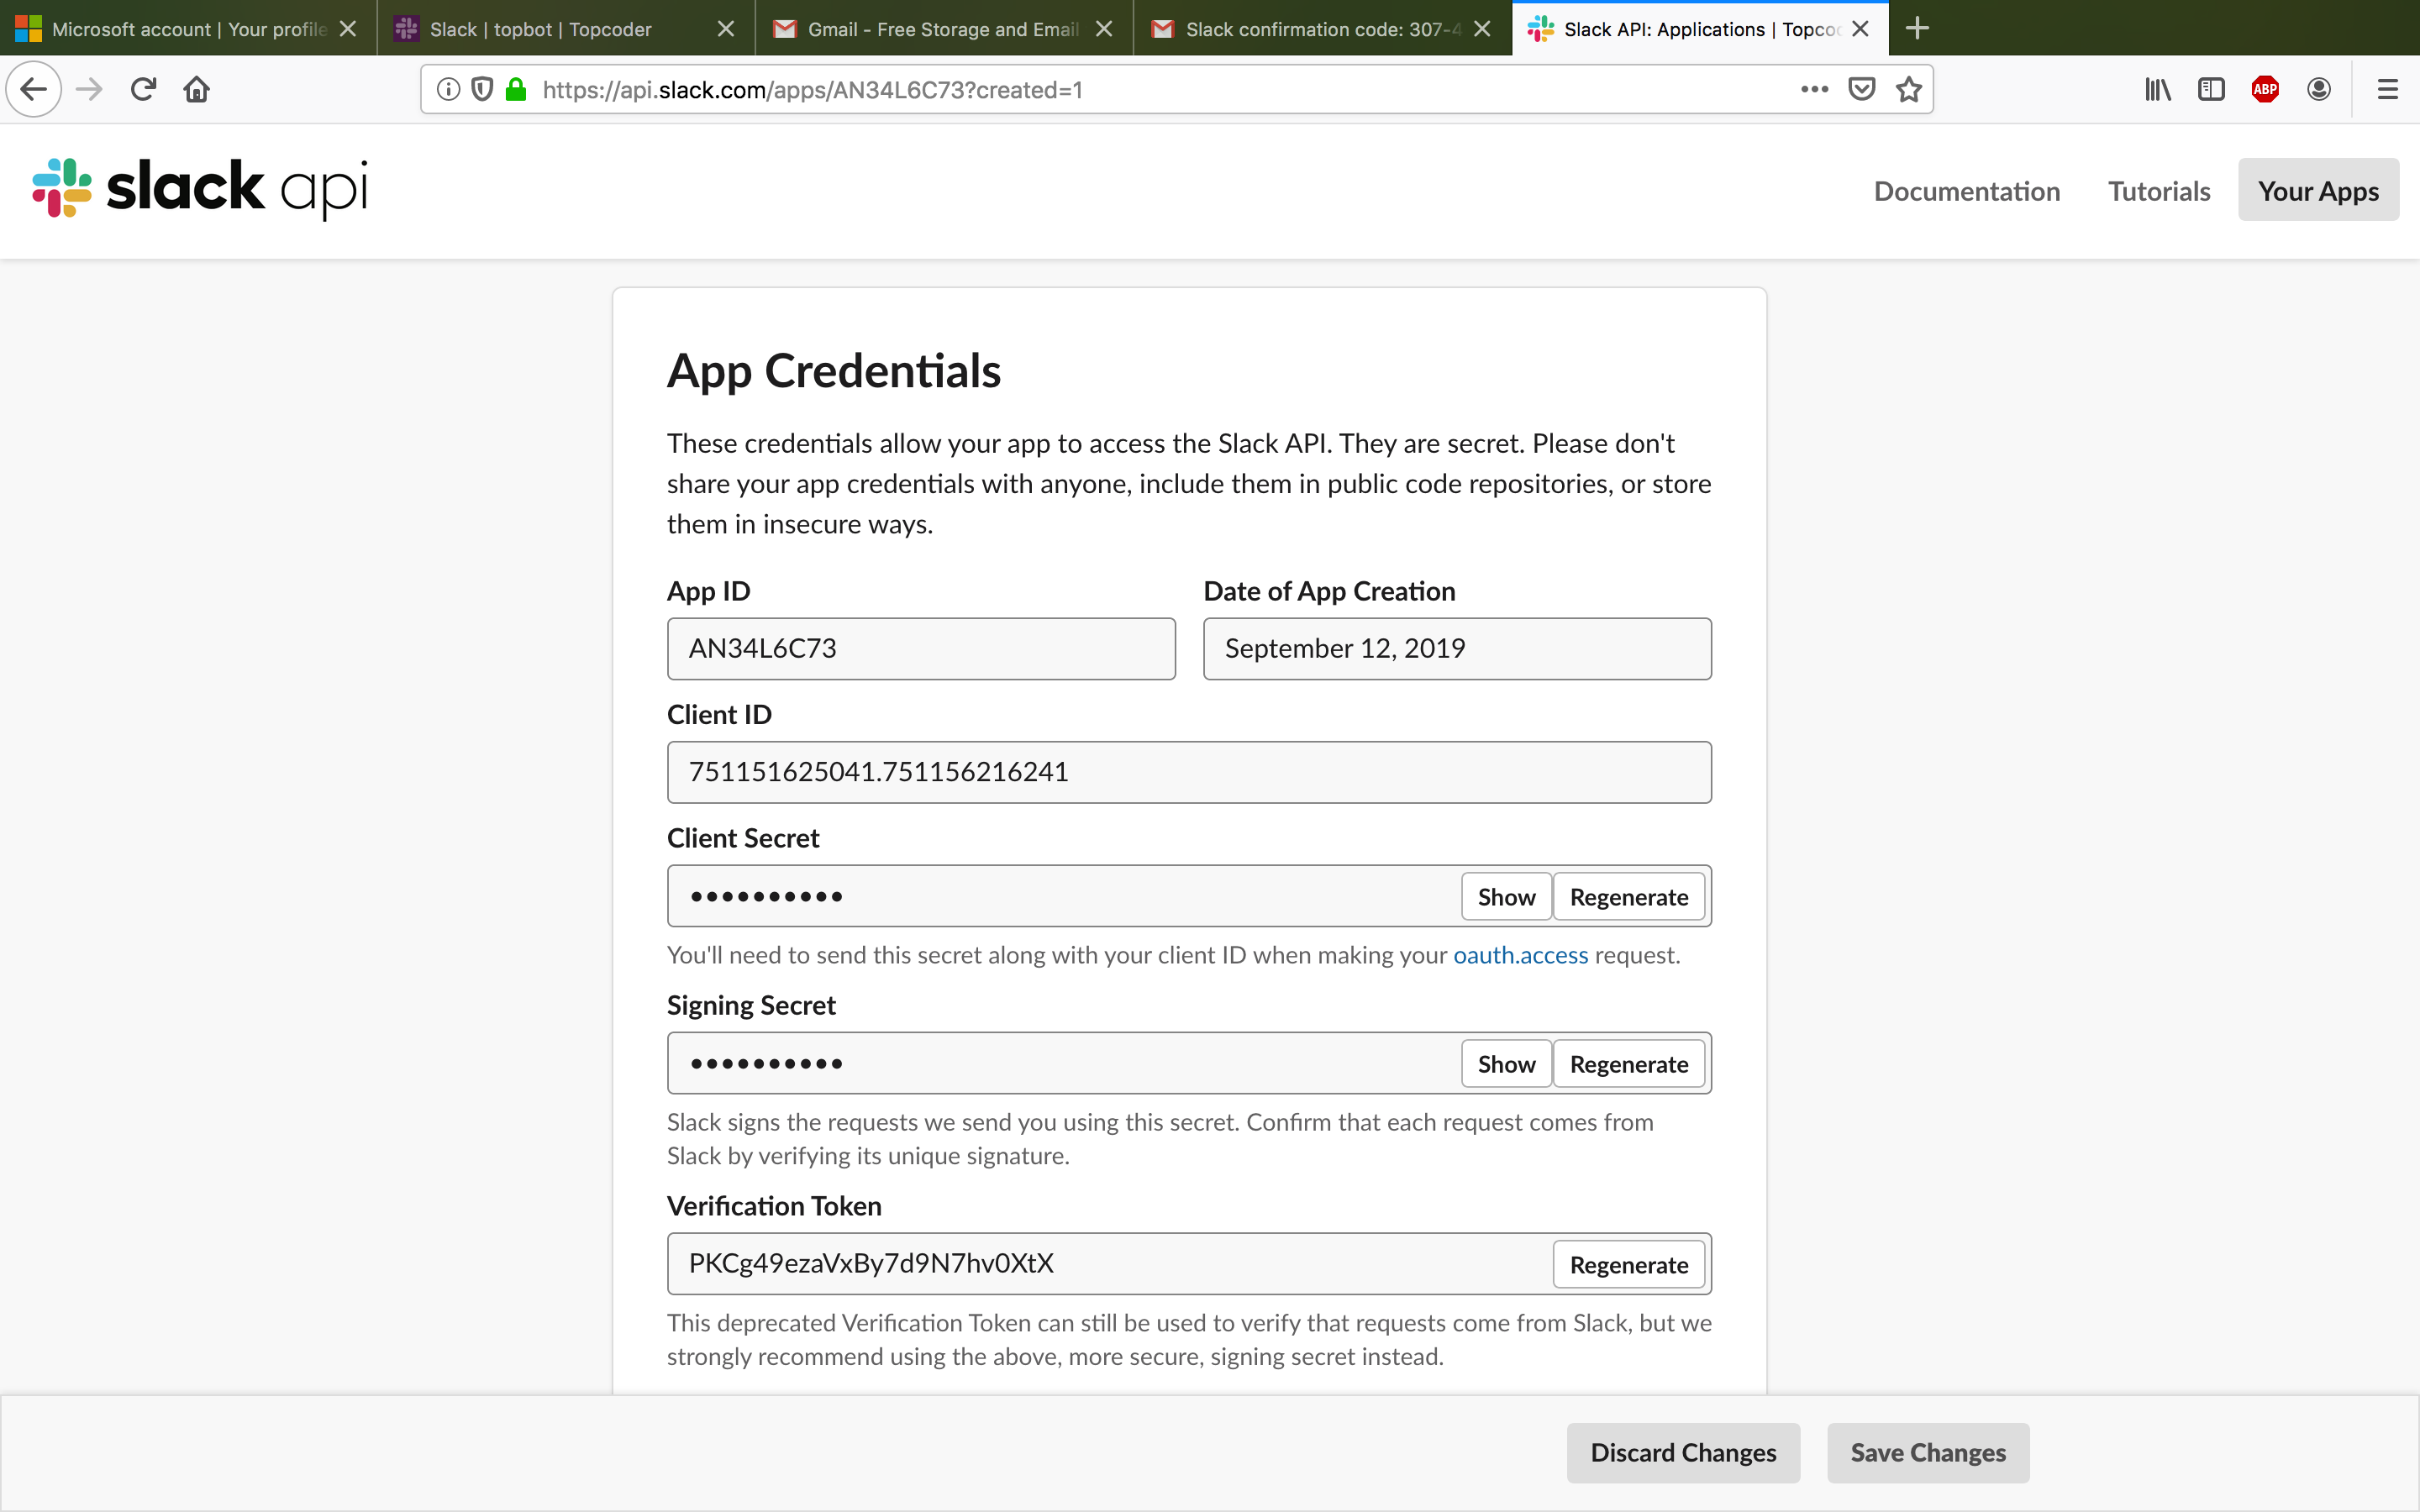 Microsoft account | Your profile
Slack | topbot | Topcoder
Gmail - Free Storage and Email
Slack confirmation code: 307-4
Slack API: Applications | Topco
https://api.slack.com/apps/AN34L6C73?created=1
ABP
slack api
Documentation
Tutorials
Your Apps
App Credentials
These credentials allow your app to access the Slack API. They are secret. Please don't
share your app credentials with anyone, include them in public code repositories, or store
them in insecure ways.
App ID
Date of App Creation
AN34L6C73
September 12, 2019
Client ID
751151625041.751156216241
Client Secret
••••••••••
Show
Regenerate
You'll need to send this secret along with your client ID when making your oauth.access request.
Signing Secret
••••••••••
Show
Regenerate
Slack signs the requests we send you using this secret. Confirm that each request comes from
Slack by verifying its unique signature.
Verification Token
PKCg49ezaVxBy7d9N7hv0XtX
Regenerate
This deprecated Verification Token can still be used to verify that requests come from Slack, but we
strongly recommend using the above, more secure, signing secret instead.
Discard Changes
Save Changes